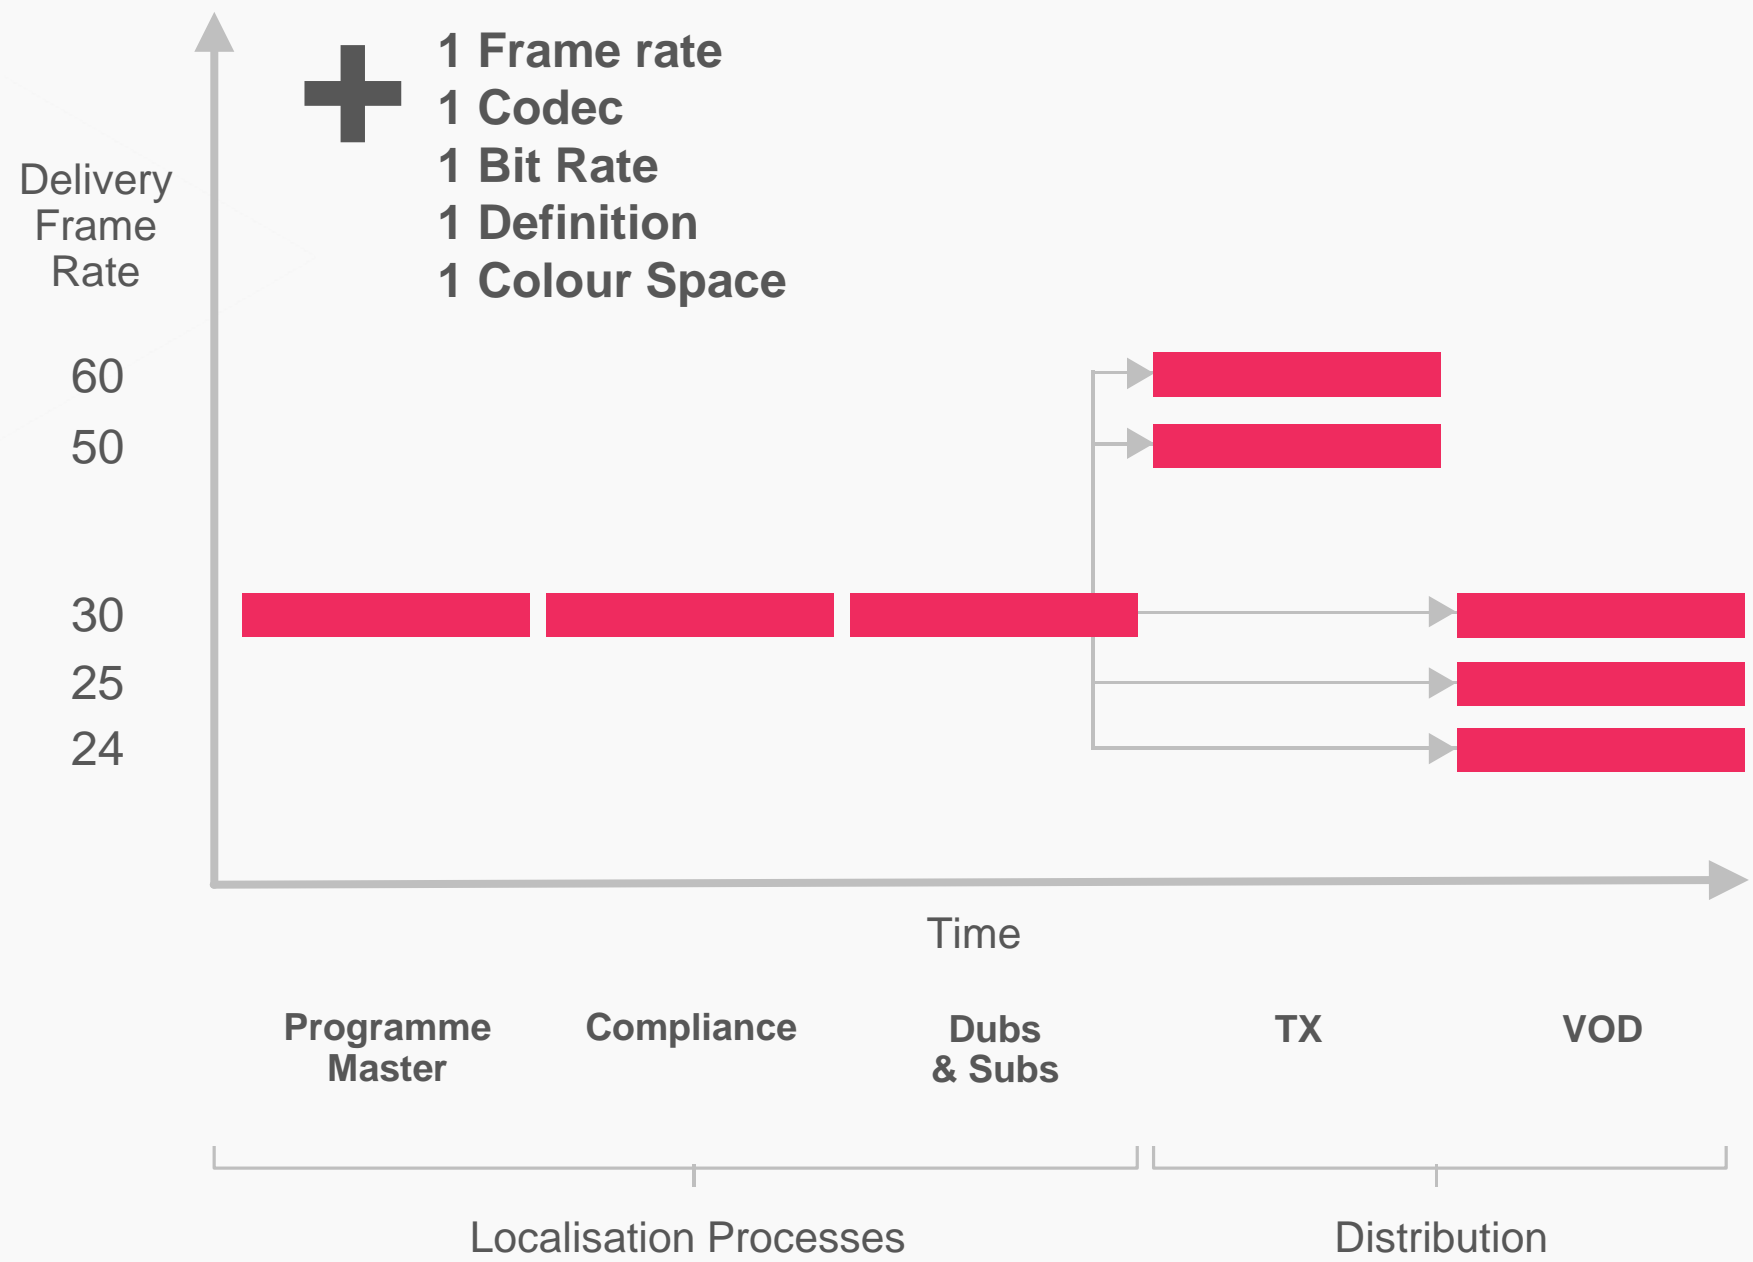 1 Frame rate
1 Codec
1 Bit Rate
1 Definition
1 Colour Space
Delivery
Frame
Rate
60
50
30
25
24
Time
Programme
Master
Compliance
Dubs
& Subs
TX
VOD
Localisation Processes
Distribution